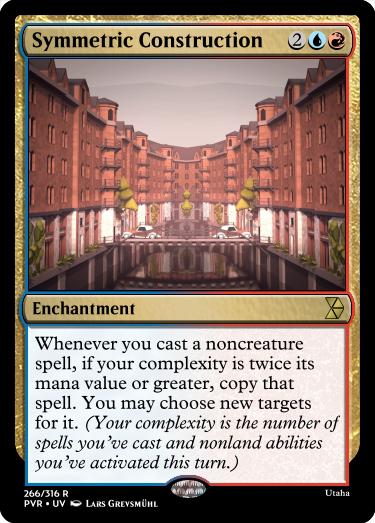 Symmetric Construction 2
Enchantment
Whenever you cast a noncreature
spell, if your complexity is twice its
mana value or greater, copy that
spell. You may choose new targets
for it. (Your complexity is the number of
spells you've cast and nonland abilities
you've activated this turn.)
266/316 R
PVR • UV Lars Grevsmühl
Utaha